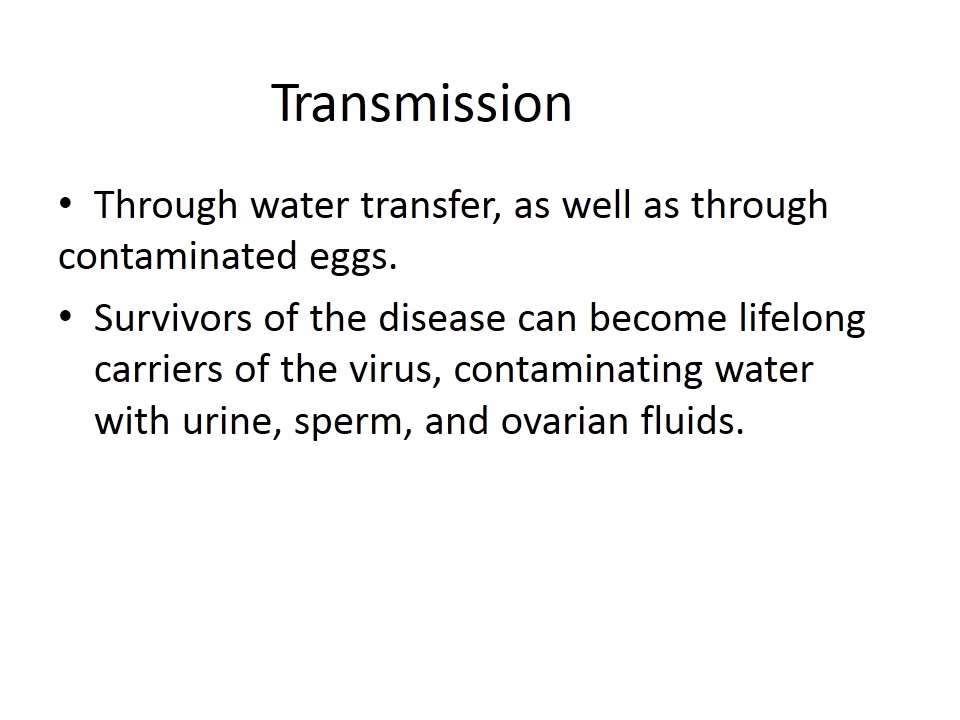 Transmission
• Through water transfer, as well as through
contaminated eggs.
• Survivors of the disease can become lifelong
carriers of the virus, contaminating water
with urine, sperm, and ovarian fluids.